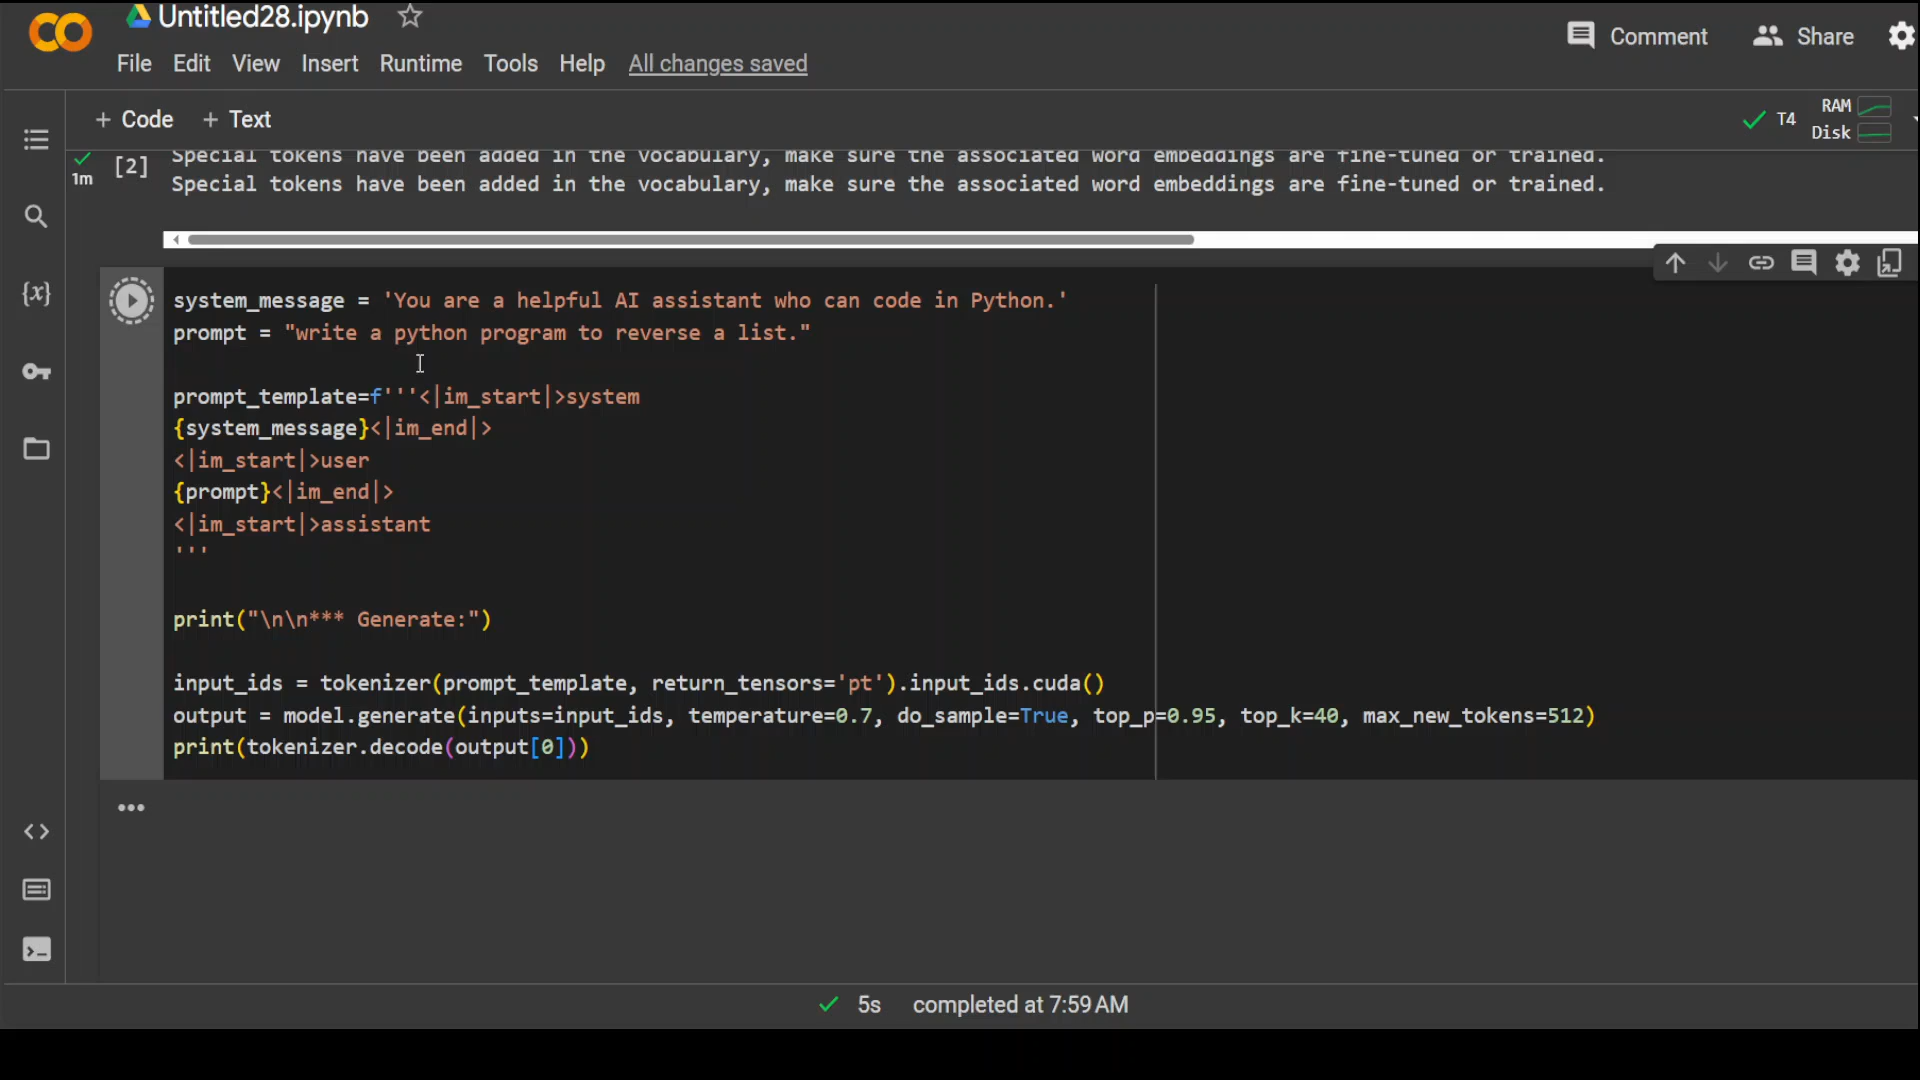 Untitled28.ipynb
Comment
Share
File Edit View Insert Runtime Tools Help All changes saved
+ Code + Text
T4
RAM
Disk
1m
[2]
Special tokens have been added in the vocabulary, make sure the associated word embeddings are fine-tuned or trained.
Special tokens have been added in the vocabulary, make sure the associated word embeddings are fine-tuned or trained.
{x}
system_message = 'You are a helpful AI assistant who can code in Python.'
prompt = "write a python program to reverse a list."
prompt_template=f'''<|im_start|>system
{system_message}<|im_end|>
<|im_start|>user
{prompt}<|im_end|>
<|im_start|>assistant
'''
print("\n\n*** Generate:")
input_ids = tokenizer(prompt_template, return_tensors='pt').input_ids.cuda()
output = model.generate(inputs=input_ids, temperature=0.7, do_sample=True, top_p=0.95, top_k=40, max_new_tokens=512)
print(tokenizer.decode(output[0]))
5s completed at 7:59 AM